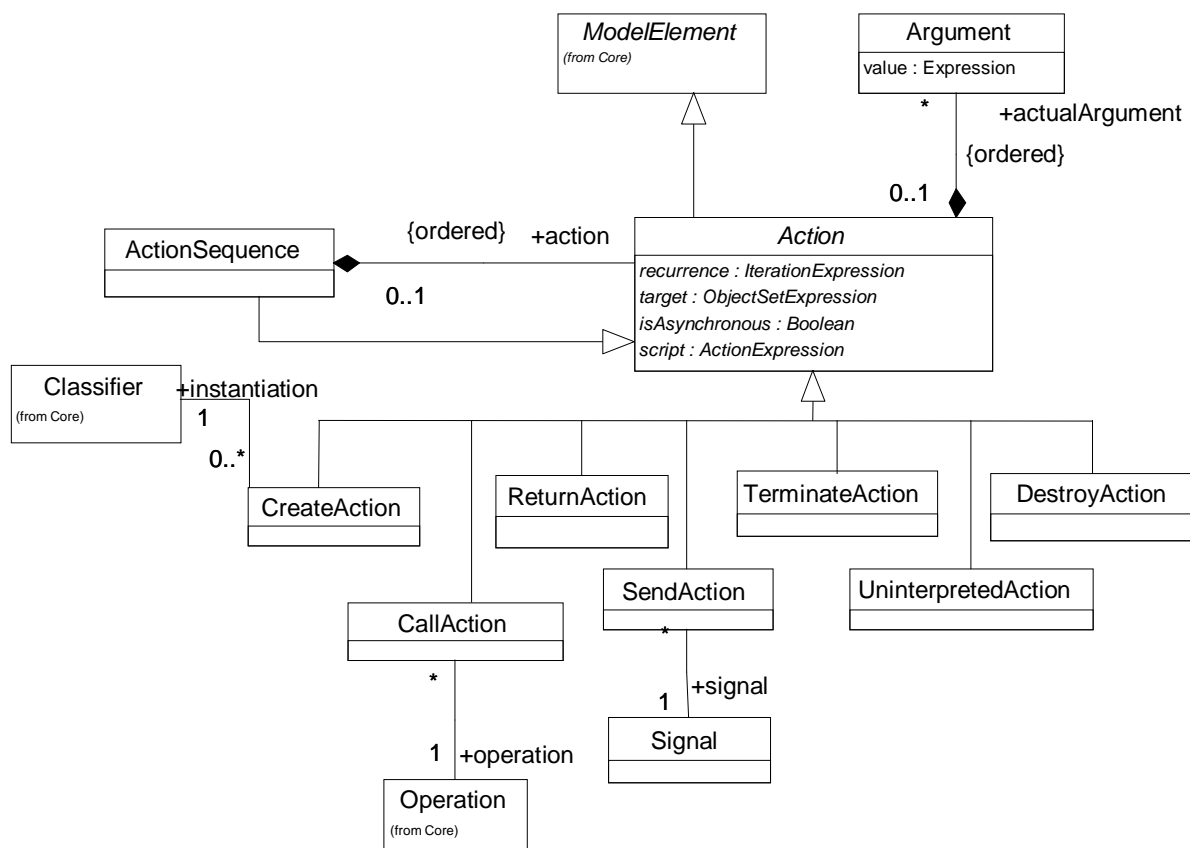 ModelElement
(from Core)
Argument
value : Expression
*
+actualArgument
{ordered}
0..1
ActionSequence
{ordered}
+action
0..1
Action
recurrence : IterationExpression
target : ObjectSetExpression
isAsynchronous : Boolean
script : ActionExpression
Classifier
(from Core)
+instantiation
1
0..*
CreateAction
ReturnAction
TerminateAction
DestroyAction
CallAction
SendAction
UninterpretedAction
*
*
+signal
1
1
+operation
Signal
Operation
(from Core)